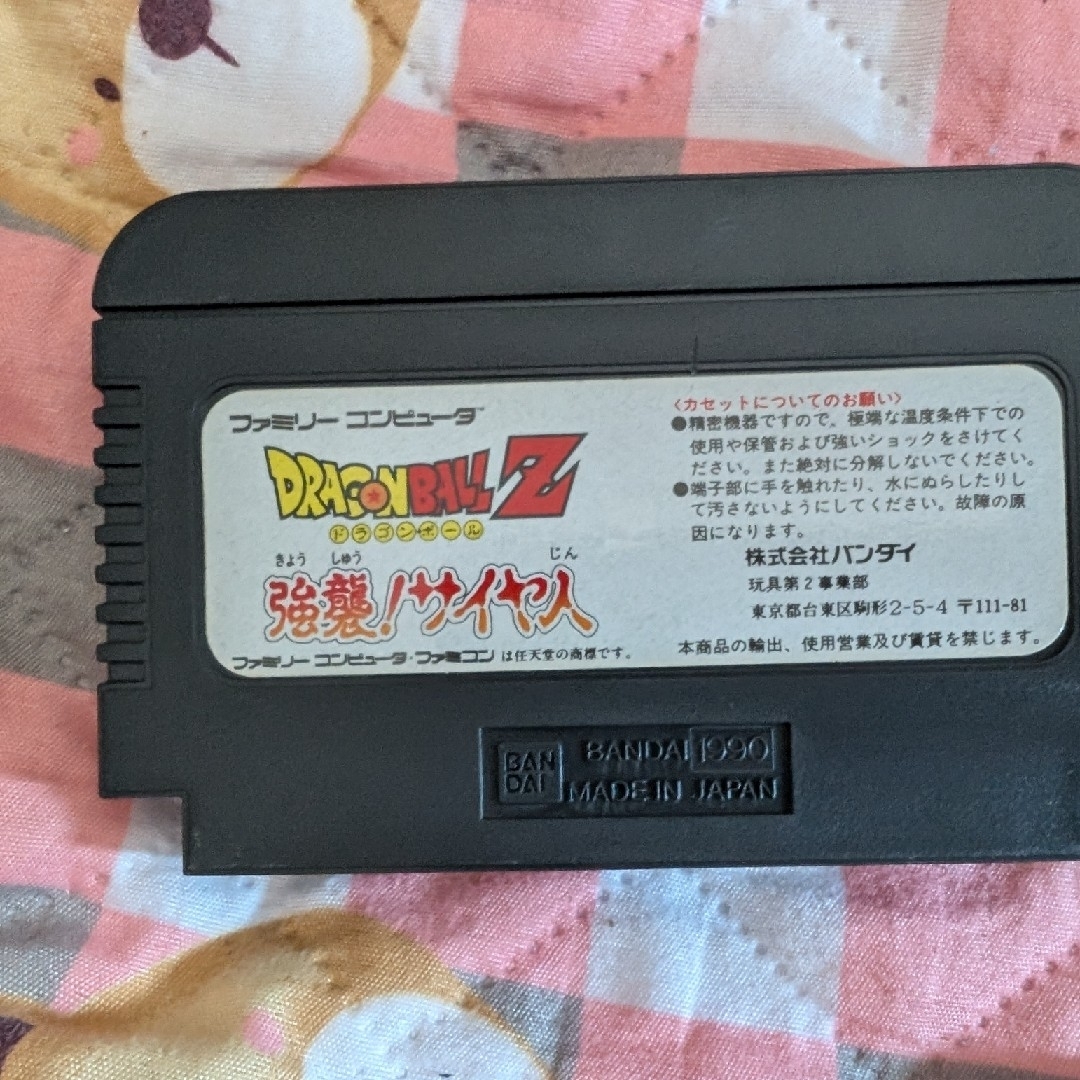 ファミリー コンピュータ™
DRAGON BALL Z
ドラゴンボール
きょう しゅう じん
強襲!サイヤ人
ファミリー コンピュータ・ファミコン は任天堂の商標です。
〈カセットについてのお願い〉
●精密機器ですので。極端な温度条件下での
使用や保管および強いショックをさけてく
ださい。また絶対に分解しないでください。
●端子部に手を触れたり、水にぬらしたりし
て汚さないようにしてください。故障の原
因になります。
株式会社バンダイ
玩具第2事業部
東京都台東区駒形2-5-4 〒111-81
本商品の輸出、使用営業及び賃貸を禁じます。
BAN
DAI
BANDAI 1990
MADE IN JAPAN